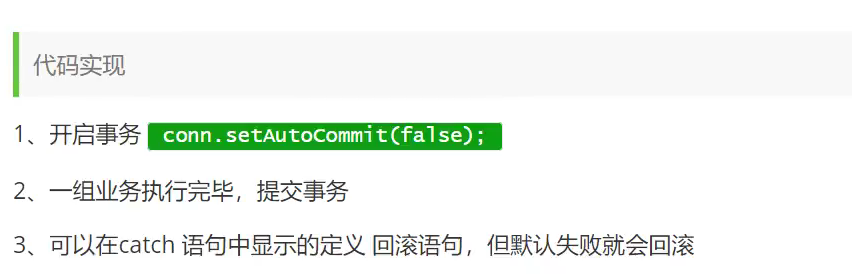 代码实现
1、开启事务 conn.setAutoCommit(false);
2、一组业务执行完毕，提交事务
3、可以在catch 语句中显示的定义 回滚语句，但默认失败就会回滚